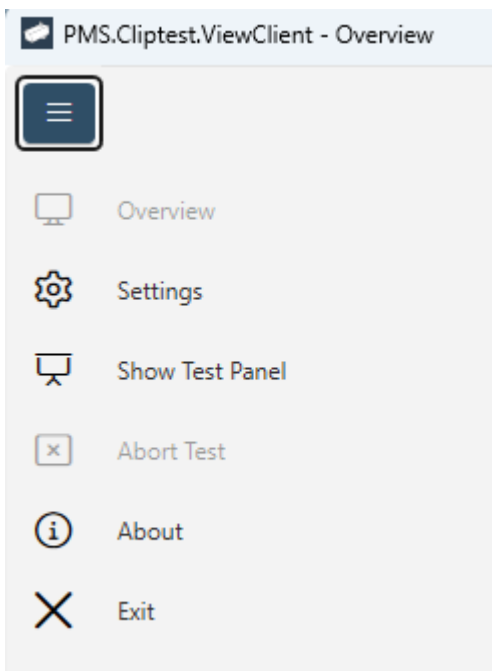 PMS.Cliptest.ViewClient - Overview
Overview
Settings
Show Test Panel
Abort Test
About
Exit